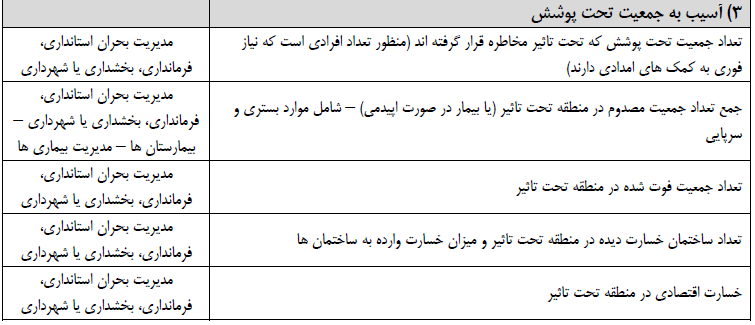 ۳) آسیب به جمعیت تحت پوشش
تعداد جمعیت تحت پوشش که تحت تاثیر مخاطره قرار گرفته اند (منظور تعداد افرادی است که نیاز
فوری به کمک های امدادی دارند)
مدیریت بحران استانداری،
فرمانداری، بخشداری یا شهرداری
جمع تعداد جمعیت مصدوم در منطقه تحت تاثیر (یا بیمار در صورت اپیدمی) – شامل موارد بستری و
سرپایی
مدیریت بحران استانداری،
فرمانداری، بخشداری یا شهرداری –
بیمارستان ها – مدیریت بیماری ها
تعداد جمعیت فوت شده در منطقه تحت تاثیر
مدیریت بحران استانداری،
فرمانداری، بخشداری یا شهرداری
تعداد ساختمان خسارت دیده در منطقه تحت تاثیر و میزان خسارت وارده به ساختمان ها
مدیریت بحران استانداری،
فرمانداری، بخشداری یا شهرداری
خسارت اقتصادی در منطقه تحت تاثیر
مدیریت بحران استانداری،
فرمانداری، بخشداری یا شهرداری